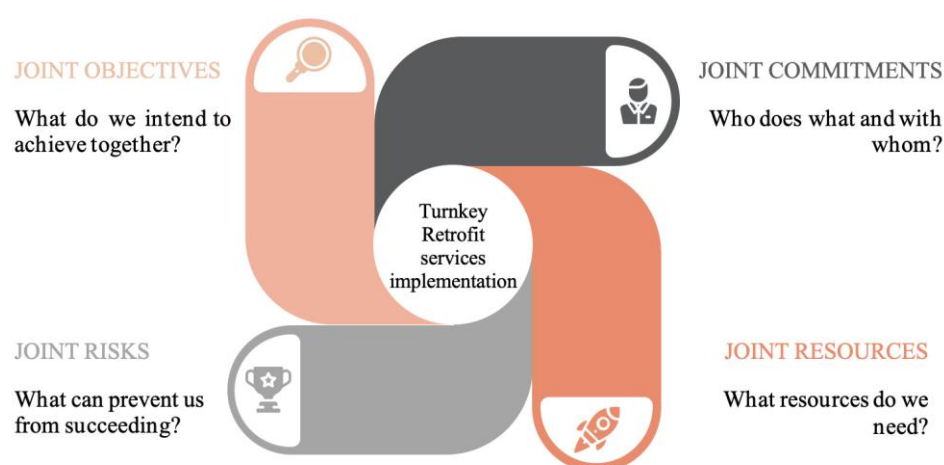 JOINT OBJECTIVES
What do we intend to
achieve together?
JOINT COMMITMENTS
Who does what and with
whom?
Turnkey
Retrofit
services
implementation
JOINT RISKS
What can prevent us
from succeeding?
JOINT RESOURCES
What resources do we
need?